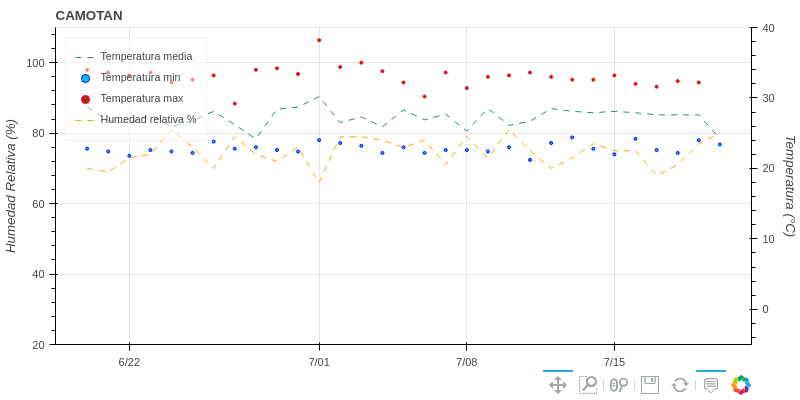 CAMOTAN
Temperatura media
Temperatura min
Temperatura max
Humedad relativa %
Humedad Relativa (%)
100
80
60
40
20
Temperatura (°C)
40
30
20
10
0
6/22
7/01
7/08
7/15